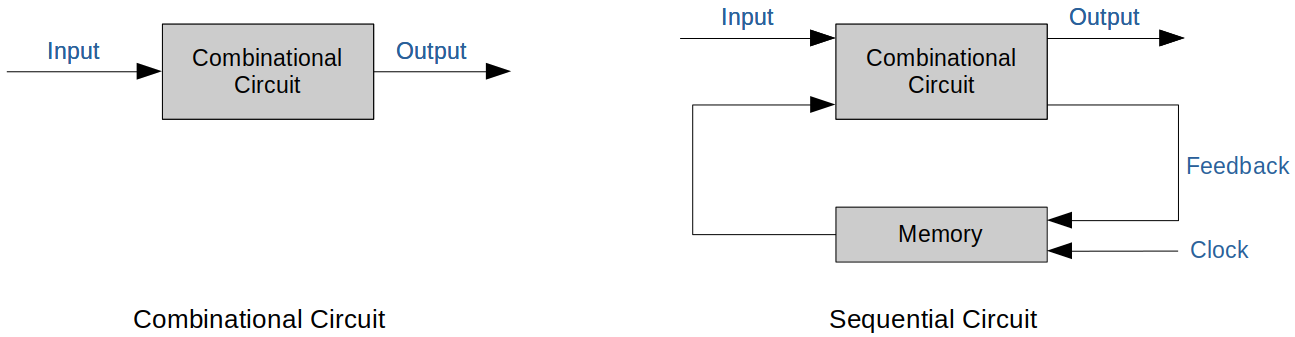 Input
Combinational
Circuit
Output
Combinational Circuit
Input
Combinational
Circuit
Output
Feedback
Memory
Clock
Sequential Circuit